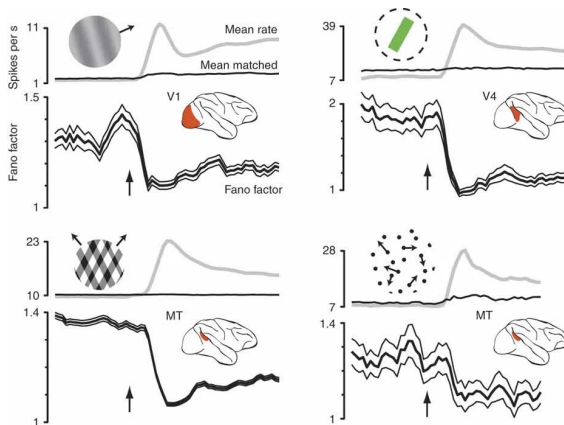 11
Spikes per s
Mean rate
Mean matched
1
1.5
Fano factor
V1
Fano factor
1
39
7
2
V4
1
23
10
1.4
MT
1
28
7
1.4
MT
1